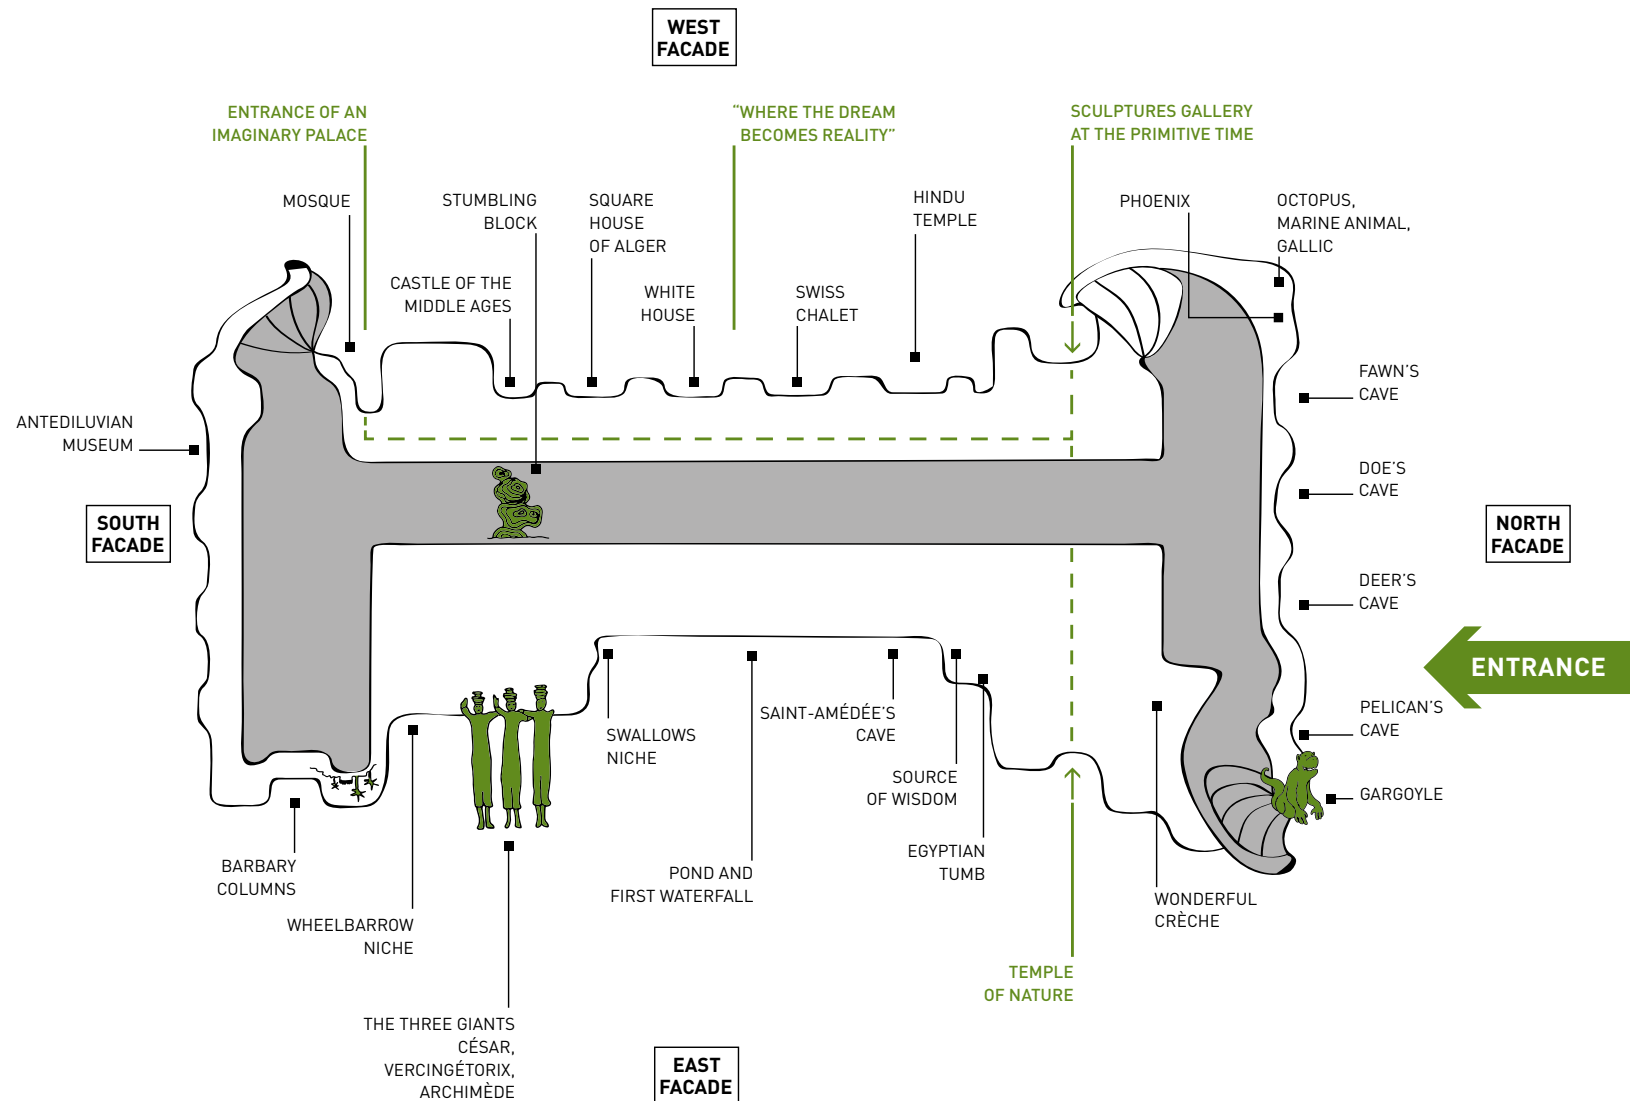 WEST
FACADE
ENTRANCE OF AN
IMAGINARY PALACE
“WHERE THE DREAM
BECOMES REALITY”
SCULPTURES GALLERY
AT THE PRIMITIVE TIME
MOSQUE
STUMBLING
BLOCK
SQUARE
HOUSE
OF ALGER
HINDU
TEMPLE
PHOENIX
OCTOPUS,
MARINE ANIMAL,
GALLIC
CASTLE OF THE
MIDDLE AGES
WHITE
HOUSE
SWISS
CHALET
FAWN'S
CAVE
ANTEDILUVIAN
MUSEUM
DOE'S
CAVE
SOUTH
FACADE
NORTH
FACADE
DEER'S
CAVE
ENTRANCE
PELICAN'S
CAVE
SWALLOWS
NICHE
SAINT-AMÉDÉE'S
CAVE
SOURCE
OF WISDOM
GARGOYLE
EGYPTIAN
TUMB
BARBARY
COLUMNS
POND AND
FIRST WATERFALL
WONDERFUL
CRÈCHE
WHEELBARROW
NICHE
TEMPLE
OF NATURE
THE THREE GIANTS
CÉSAR,
VERCINGÉTORIX,
ARCHIMÈDE
EAST
FACADE